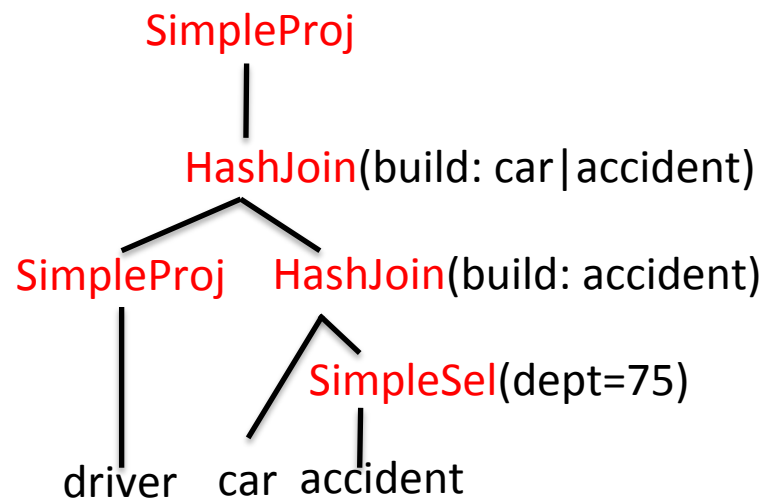 SimpleProj
HashJoin(build: car|accident)
SimpleProj HashJoin(build: accident)
SimpleSel(dept=75)
driver car accident